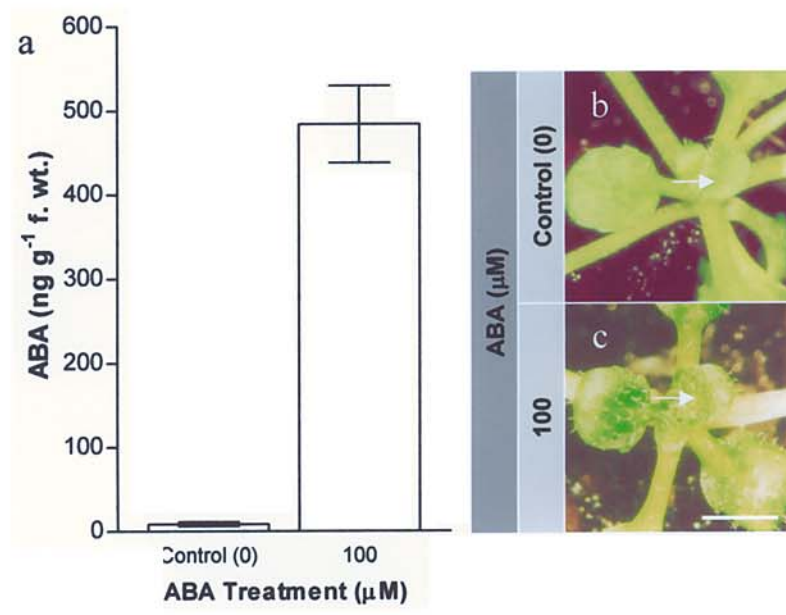 a
600
500
400
300
200
100
0
ABA (ng g⁻¹ f. wt.)
Control (0)
100
ABA Treatment (µM)
ABA (µM)
Control (0)
100
b
c